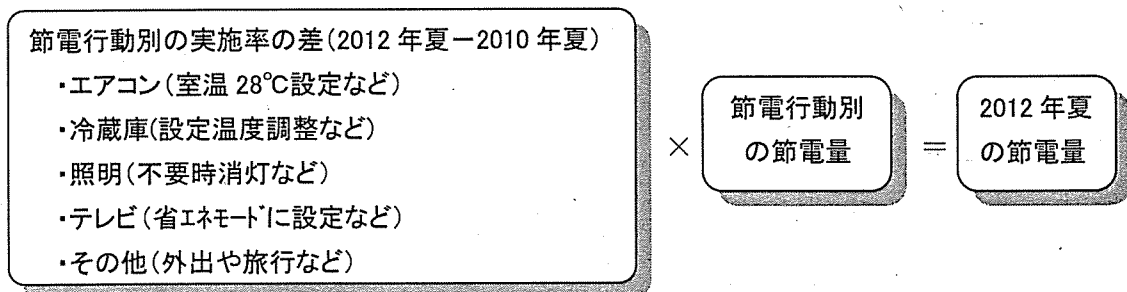 節電行動別の実施率の差(2012年夏－2010年夏)
・エアコン(室温28℃設定など)
・冷蔵庫(設定温度調整など)
・照明(不要時消灯など)
・テレビ(省エネモードに設定など)
・その他(外出や旅行など)
×
節電行動別
の節電量
＝
2012年夏
の節電量